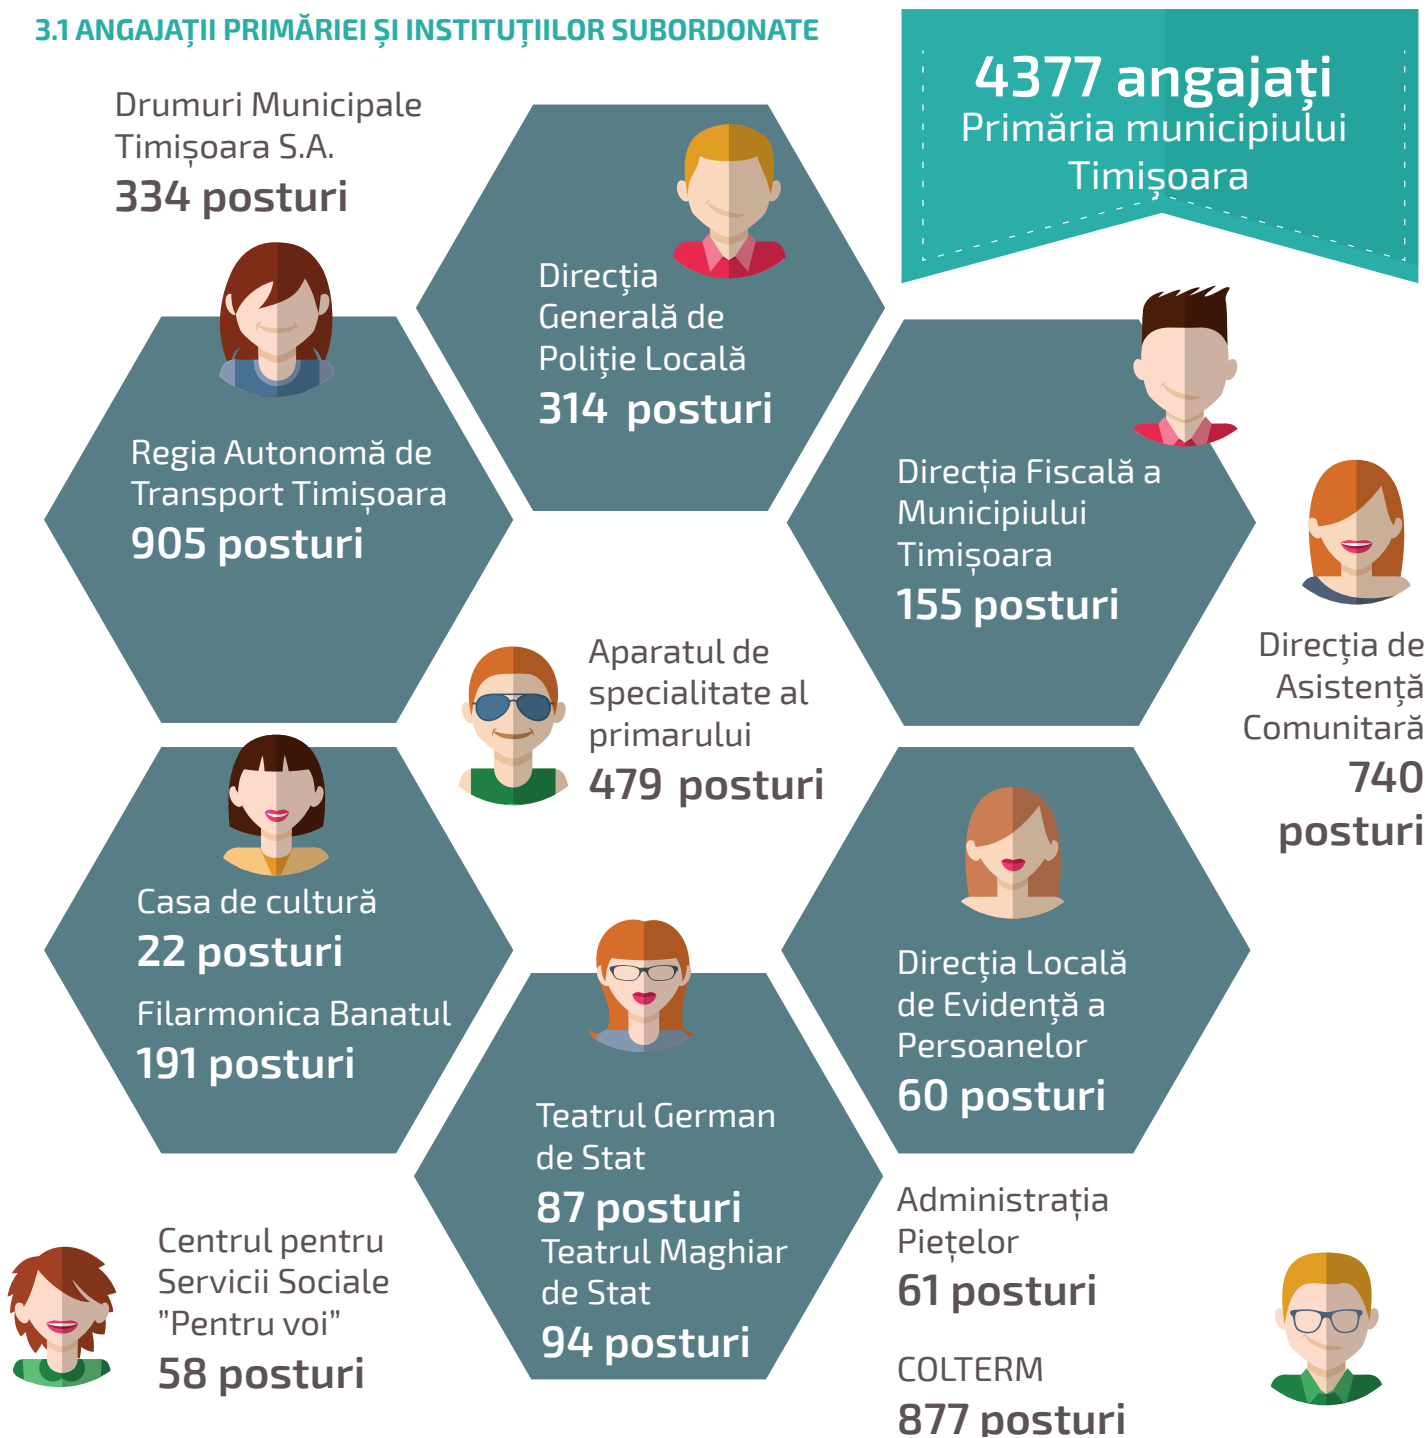 3.1 ANGAJAȚII PRIMĂRIEI ȘI INSTITUȚIILOR SUBORDONATE
4377 angajați
Primăria municipiului
Timișoara
Drumuri Municipale
Timișoara S.A.
334 posturi
Direcția
Generală de
Poliție Locală
314 posturi
Regia Autonomă de
Transport Timișoara
905 posturi
Direcția Fiscală a
Municipiului
Timișoara
155 posturi
Direcția de
Asistență
Comunitară
740
posturi
Aparatul de
specialitate al
primarului
479 posturi
Casa de cultură
22 posturi
Filarmonica Banatul
191 posturi
Direcția Locală
de Evidență a
Persoanelor
60 posturi
Teatrul German
de Stat
87 posturi
Teatrul Maghiar
de Stat
94 posturi
Centrul pentru
Servicii Sociale
”Pentru voi”
58 posturi
Administrația
Piețelor
61 posturi
COLTERM
877 posturi